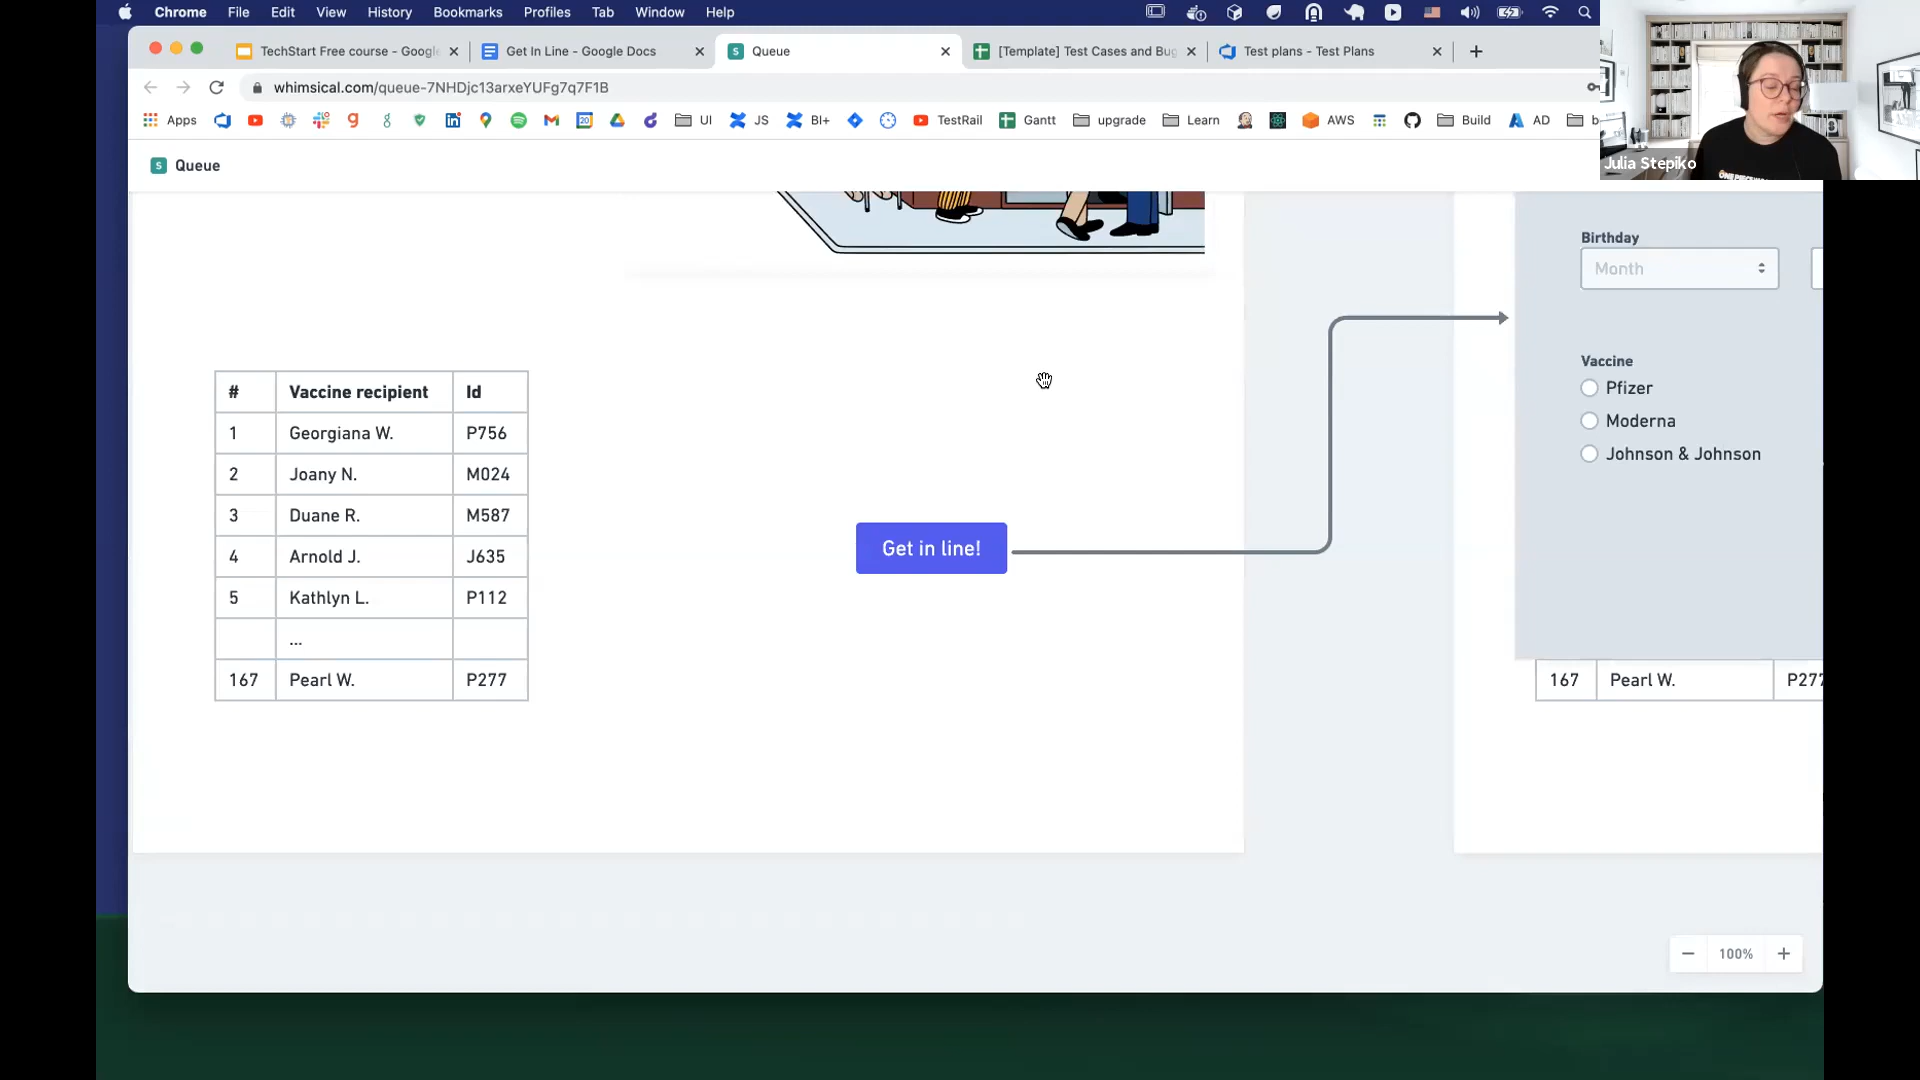 Chrome File Edit View History Bookmarks Profiles Tab Window Help
TechStart Free course - Google
Get In Line - Google Docs
Queue
[Template] Test Cases and Bug
Test plans - Test Plans
whimsical.com/queue-7NHDjc13arxeYUFg7q7F1B
Apps UI JS BI+ TestRail Gantt upgrade Learn AWS Build AD
Julia Stepiko
Queue
Birthday
Month
Vaccine
Pfizer
Moderna
Johnson & Johnson
# Vaccine recipient Id
1 Georgiana W. P756
2 Joany N. M024
3 Duane R. M587
4 Arnold J. J635
5 Kathlyn L. P112
...
167 Pearl W. P277
Get in line!
167 Pearl W. P277
100%